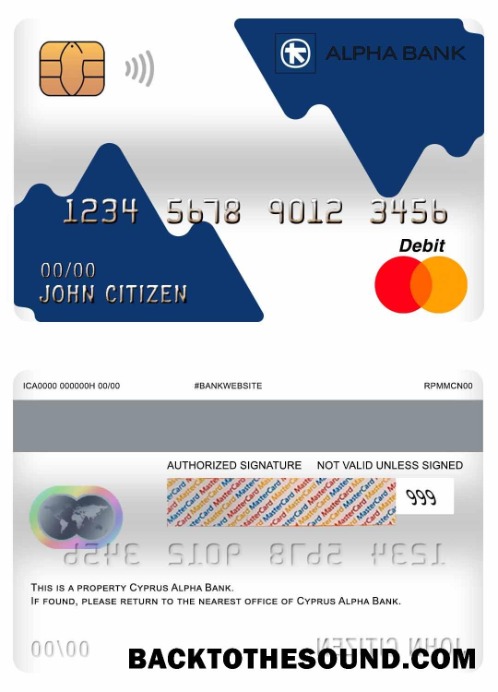 ALPHA BANK
1234 5678 9012 3456
Debit
00/00
JOHN CITIZEN
ICA0000 000000H 00/00 #BANKWEBSITE RPMMCN00
AUTHORIZED SIGNATURE NOT VALID UNLESS SIGNED
MasterCard MasterCard MasterCard
999
1234 5678 9012 3456
THIS IS A PROPERTY CYPRUS ALPHA BANK.
IF FOUND, PLEASE RETURN TO THE NEAREST OFFICE OF CYPRUS ALPHA BANK.
00/00 JOHN CITIZEN
BACKTOTHESOUND.COM